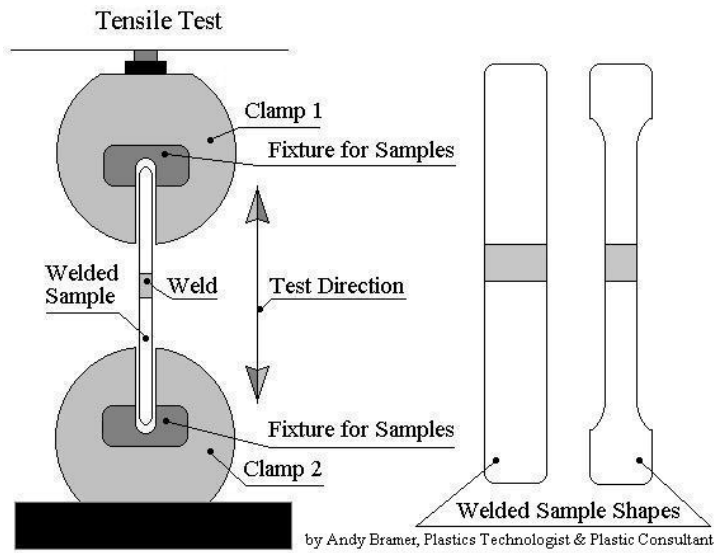 Tensile Test
Clamp 1
Fixture for Samples
Welded
Sample
Weld
Test Direction
Fixture for Samples
Clamp 2
Welded Sample Shapes
by Andy Bramer, Plastics Technologist & Plastic Consultant